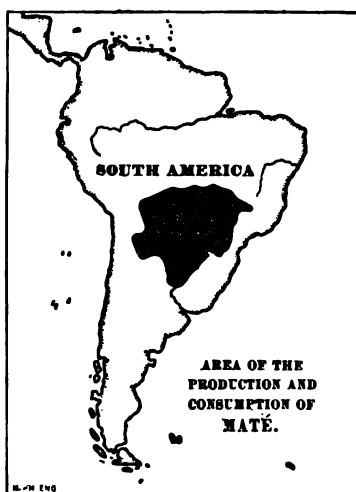 SOUTH AMERICA
AREA OF THE
PRODUCTION AND
CONSUMPTION OF
MATÉ.